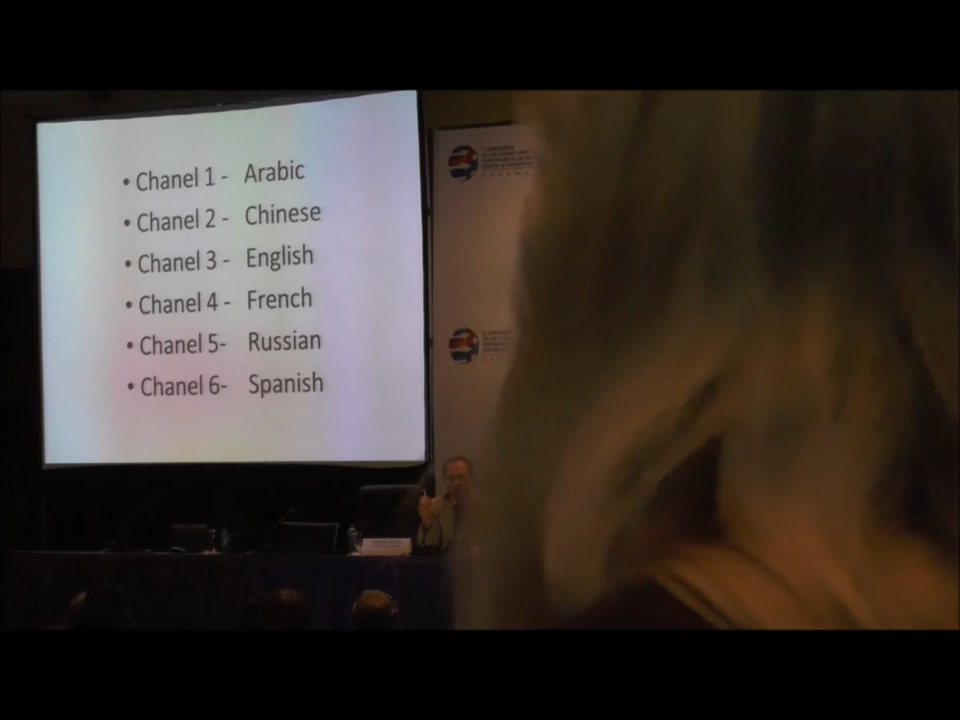 • Chanel 1 - Arabic
• Chanel 2 - Chinese
• Chanel 3 - English
• Chanel 4 - French
• Chanel 5- Russian
• Chanel 6- Spanish